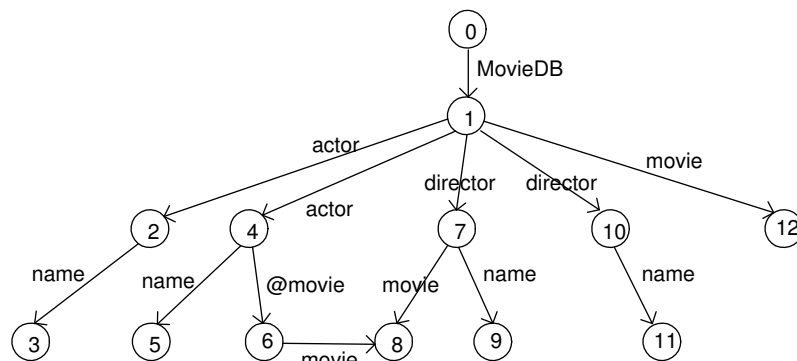 0
MovieDB
1
actor
movie
director
director
actor
2
4
7
10
12
name
name
@movie
movie
name
name
3
5
6
8
9
11
movie